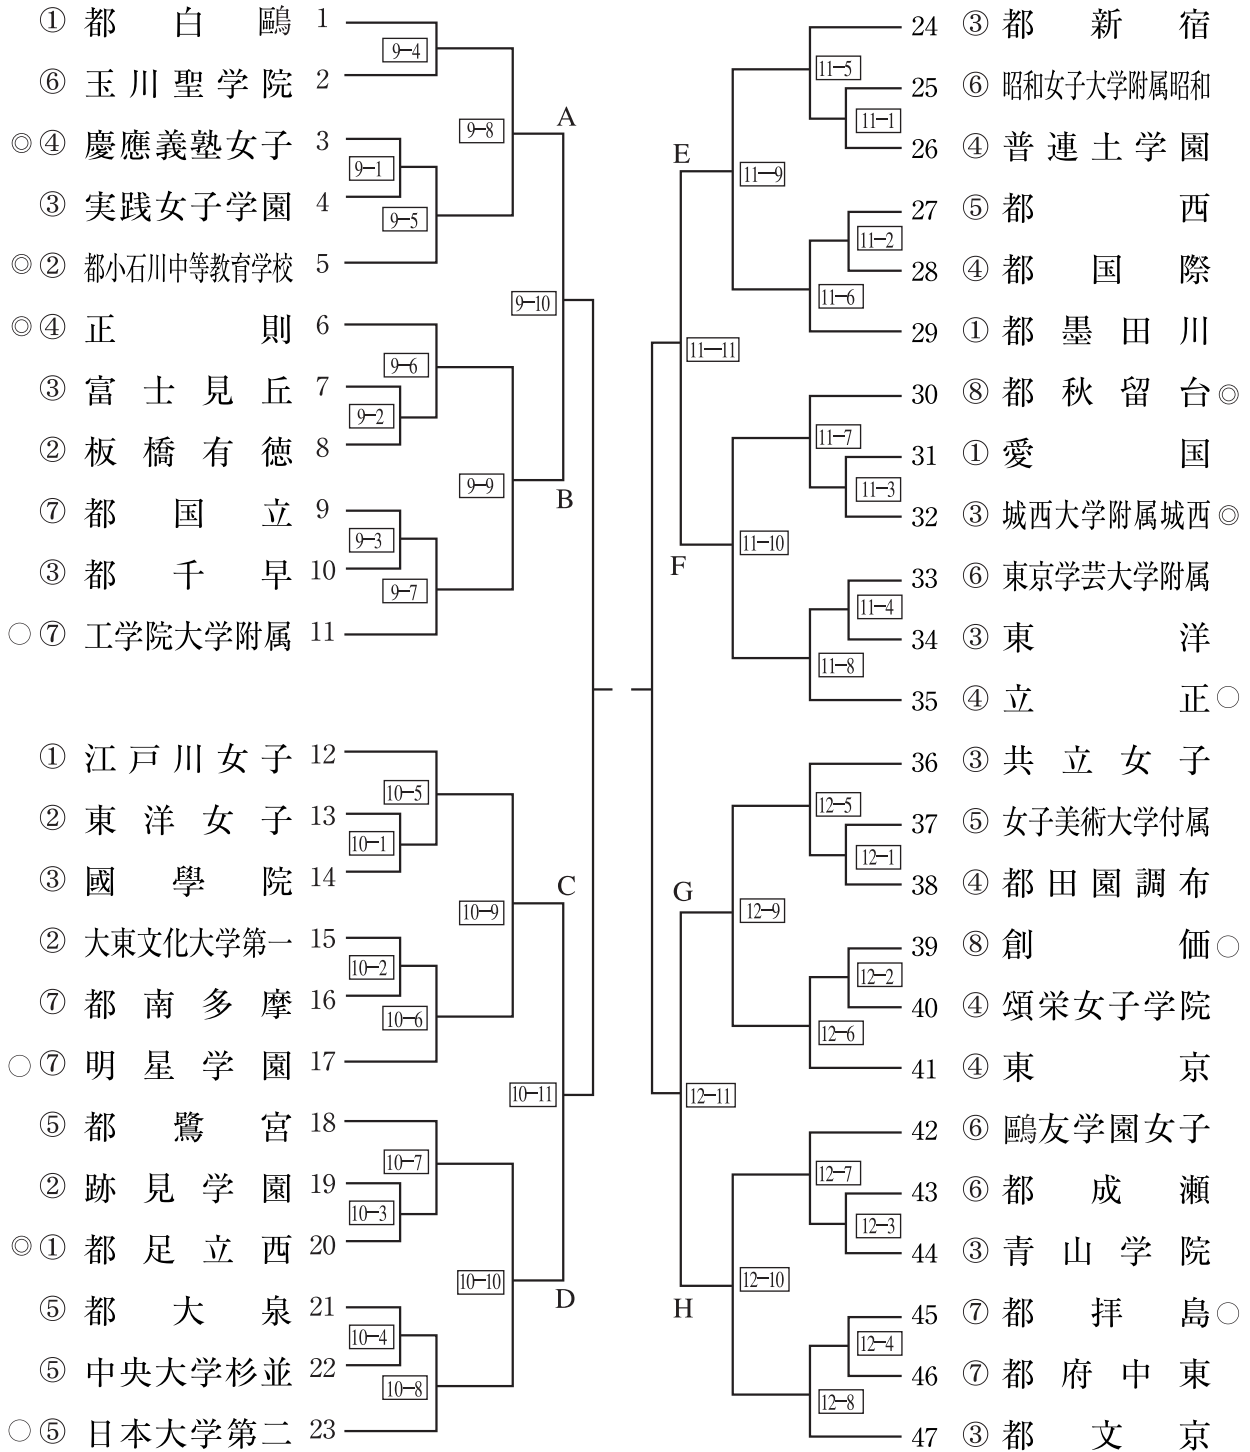 ① 都白鷗 1
9-4
⑥ 玉川聖学院 2
A
9-8
◎ ④ 慶應義塾女子 3
9-1
③ 実践女子学園 4
9-5
◎ ② 都小石川中等教育学校 5
9-10
◎ ④ 正則 6
9-6
③ 富士見丘 7
9-2
② 板橋有徳 8
9-9
B
⑦ 都国立 9
9-3
③ 都千早 10
9-7
○ ⑦ 工学院大学附属 11
① 江戸川女子 12
10-5
② 東洋女子 13
10-1
③ 國學院 14
C
10-9
② 大東文化大学第一 15
10-2
⑦ 都南多摩 16
10-6
○ ⑦ 明星学園 17
10-11
⑤ 都鷺宮 18
10-7
② 跡見学園 19
10-3
◎ ① 都足立西 20
10-10
D
⑤ 都大泉 21
10-4
⑤ 中央大学杉並 22
10-8
○ ⑤ 日本大学第二 23
24 ③ 都新宿
11-5
25 ⑥ 昭和女子大学附属昭和
11-1
26 ④ 普連土学園
E
11-9
27 ⑤ 都西
11-2
28 ④ 都国際
11-6
29 ① 都墨田川
11-11
30 ⑧ 都秋留台 ◎
11-7
31 ① 愛国
11-3
32 ③ 城西大学附属城西 ◎
11-10
F
33 ⑥ 東京学芸大学附属
11-4
34 ③ 東洋
11-8
35 ④ 立正 ○
36 ③ 共立女子
12-5
37 ⑤ 女子美術大学付属
12-1
38 ④ 都田園調布
G
12-9
39 ⑧ 創価 ○
12-2
40 ④ 頌栄女子学院
12-6
41 ④ 東京
12-11
42 ⑥ 鷗友学園女子
12-7
43 ⑥ 都成瀬
12-3
44 ③ 青山学院
12-10
H
45 ⑦ 都拝島 ○
12-4
46 ⑦ 都府中東
12-8
47 ③ 都文京